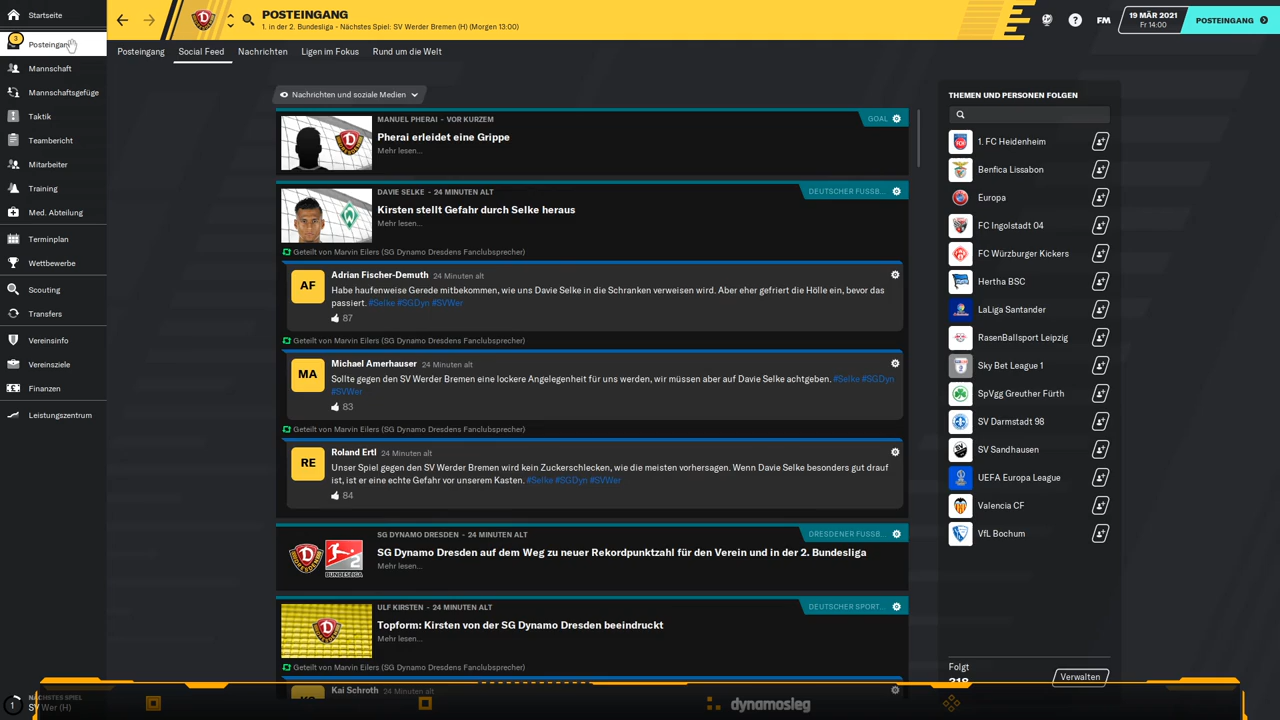 Startseite
3
Posteingang
Mannschaft
Mannschaftsgefüge
Taktik
Teambericht
Mitarbeiter
Training
Med. Abteilung
Terminplan
Wettbewerbe
Scouting
Transfers
Vereinsinfo
Vereinsziele
Finanzen
Leistungszentrum
1
NÄCHSTES SPIEL
SV Wer (H)
POSTEINGANG
1. in der 2. Bundesliga - Nächstes Spiel: SV Werder Bremen (H) (Morgen 13:00)
?
FM
19 MÄR 2021
Fr 14:00
POSTEINGANG
Posteingang
Social Feed
Nachrichten
Ligen im Fokus
Rund um die Welt
Nachrichten und soziale Medien
MANUEL PHERAI - VOR KURZEM
GOAL
Pherai erleidet eine Grippe
Mehr lesen...
DAVIE SELKE - 24 MINUTEN ALT
DEUTSCHER FUSSB...
Kirsten stellt Gefahr durch Selke heraus
Mehr lesen...
Geteilt von Marvin Eilers (SG Dynamo Dresdens Fanclubsprecher)
AF
Adrian Fischer-Demuth 24 Minuten alt
Habe haufenweise Gerede mitbekommen, wie uns Davie Selke in die Schranken verweisen wird. Aber eher gefriert die Hölle ein, bevor das
passiert. #Selke #SGDyn #SVWer
87
Geteilt von Marvin Eilers (SG Dynamo Dresdens Fanclubsprecher)
MA
Michael Amerhauser 24 Minuten alt
Sollte gegen den SV Werder Bremen eine lockere Angelegenheit für uns werden, wir müssen aber auf Davie Selke achtgeben. #Selke #SGDyn
#SVWer
83
Geteilt von Marvin Eilers (SG Dynamo Dresdens Fanclubsprecher)
RE
Roland Ertl 24 Minuten alt
Unser Spiel gegen den SV Werder Bremen wird kein Zuckerschlecken, wie die meisten vorhersagen. Wenn Davie Selke besonders gut drauf
ist, ist er eine echte Gefahr vor unserem Kasten. #Selke #SGDyn #SVWer
84
SG DYNAMO DRESDEN - 24 MINUTEN ALT
DRESDENER FUSSB...
SG Dynamo Dresden auf dem Weg zu neuer Rekordpunktzahl für den Verein und in der 2. Bundesliga
Mehr lesen...
ULF KIRSTEN - 24 MINUTEN ALT
DEUTSCHER SPORT...
Topform: Kirsten von der SG Dynamo Dresden beeindruckt
Mehr lesen...
Geteilt von Marvin Eilers (SG Dynamo Dresdens Fanclubsprecher)
Kai Schroth 24 Minuten alt
THEMEN UND PERSONEN FOLGEN
1. FC Heidenheim
Benfica Lissabon
Europa
FC Ingolstadt 04
FC Würzburger Kickers
Hertha BSC
LaLiga Santander
RasenBallsport Leipzig
Sky Bet League 1
SpVgg Greuther Fürth
SV Darmstadt 98
SV Sandhausen
UEFA Europa League
Valencia CF
VfL Bochum
Folgt
318
Verwalten
dynamosleg